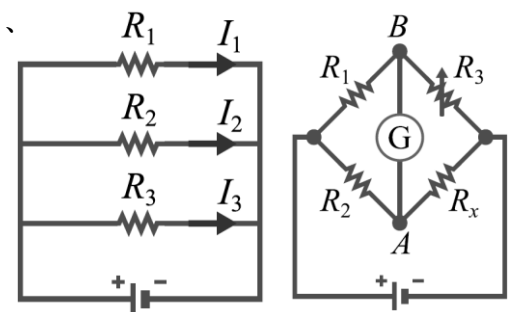 、
R₁ I₁
R₂ I₂
R₃ I₃
+ −
B
R₁ R₃
G
R₂ Rₓ
A
+ −